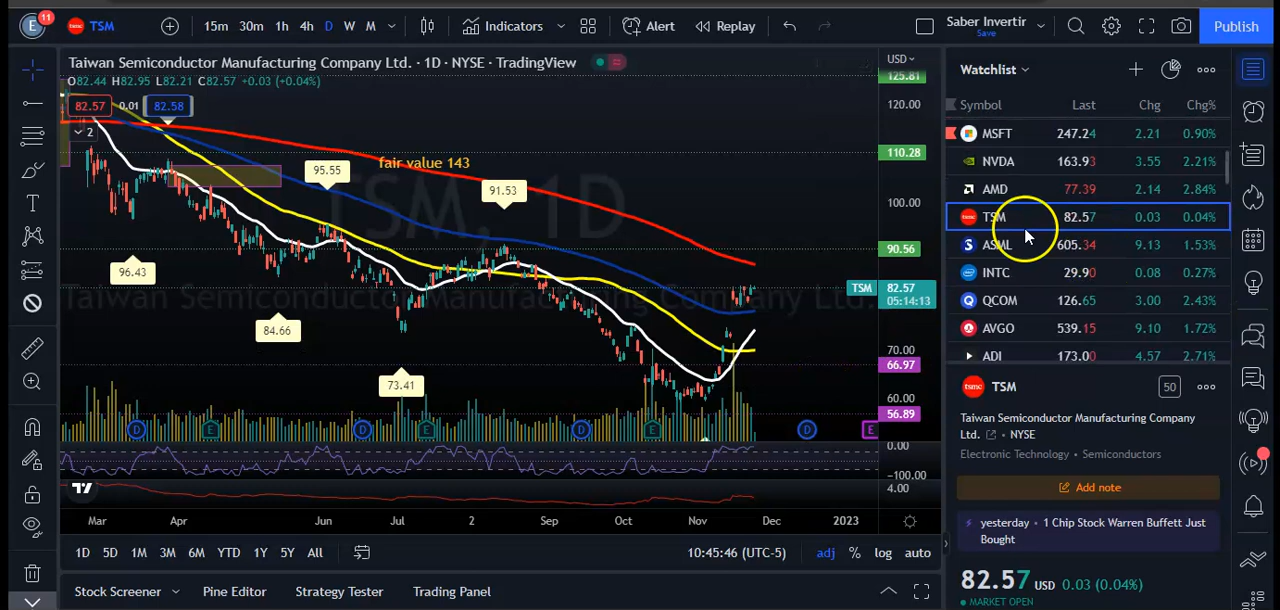 E 11 TSM 15m 30m 1h 4h D W M Indicators Alert Replay Saber Invertir Save Publish
Taiwan Semiconductor Manufacturing Company Ltd. · 1D · NYSE · TradingView
O82.44 H82.95 L82.21 C82.57 +0.03 (+0.04%)
82.57 0.01 82.58
2
USD
125.81
120.00
110.28
100.00
90.56
TSM 82.57
05:14:13
70.00
66.97
60.00
56.89
0.00
−100.00
4.00
TSM, 1D
Taiwan Semiconductor Manufacturing Company Ltd.
fair value 143
95.55
91.53
96.43
84.66
73.41
D E D E D E D E
Mar Apr Jun Jul 2 Sep Oct Nov Dec 2023
1D 5D 1M 3M 6M YTD 1Y 5Y All 10:45:46 (UTC-5) adj % log auto
Stock Screener Pine Editor Strategy Tester Trading Panel
Watchlist
Symbol Last Chg Chg%
MSFT 247.24 2.21 0.90%
NVDA 163.93 3.55 2.21%
AMD 77.39 2.14 2.84%
TSM 82.57 0.03 0.04%
ASML 605.34 9.13 1.53%
INTC 29.90 0.08 0.27%
QCOM 126.65 3.00 2.43%
AVGO 539.15 9.10 1.72%
ADI 173.00 4.57 2.71%
tsmc TSM 50
Taiwan Semiconductor Manufacturing Company
Ltd. • NYSE
Electronic Technology • Semiconductors
Add note
yesterday • 1 Chip Stock Warren Buffett Just
Bought
82.57 USD 0.03 (0.04%)
MARKET OPEN